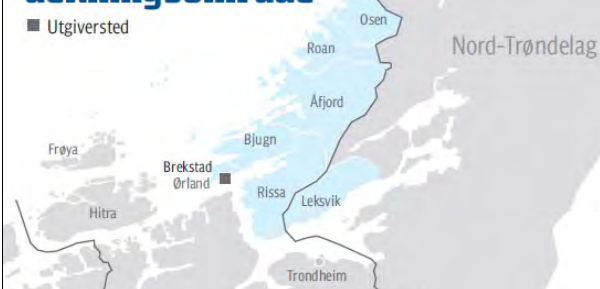 Utgiversted
Osen
Roan
Nord-Trøndelag
Åfjord
Bjugn
Frøya
Brekstad
Ørland
Rissa
Leksvik
Hitra
Trondheim